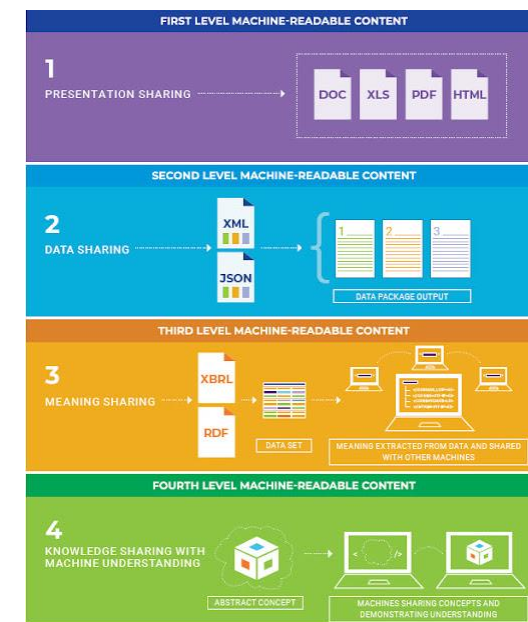 FIRST LEVEL MACHINE-READABLE CONTENT
1
PRESENTATION SHARING
DOC XLS PDF HTML
SECOND LEVEL MACHINE-READABLE CONTENT
2
DATA SHARING
XML
JSON
1 2 3
DATA PACKAGE OUTPUT
THIRD LEVEL MACHINE-READABLE CONTENT
3
MEANING SHARING
XBRL
RDF
DATA SET
MEANING EXTRACTED FROM DATA AND SHARED
WITH OTHER MACHINES
FOURTH LEVEL MACHINE-READABLE CONTENT
4
KNOWLEDGE SHARING WITH
MACHINE UNDERSTANDING
ABSTRACT CONCEPT
< />
MACHINES SHARING CONCEPTS AND
DEMONSTRATING UNDERSTANDING